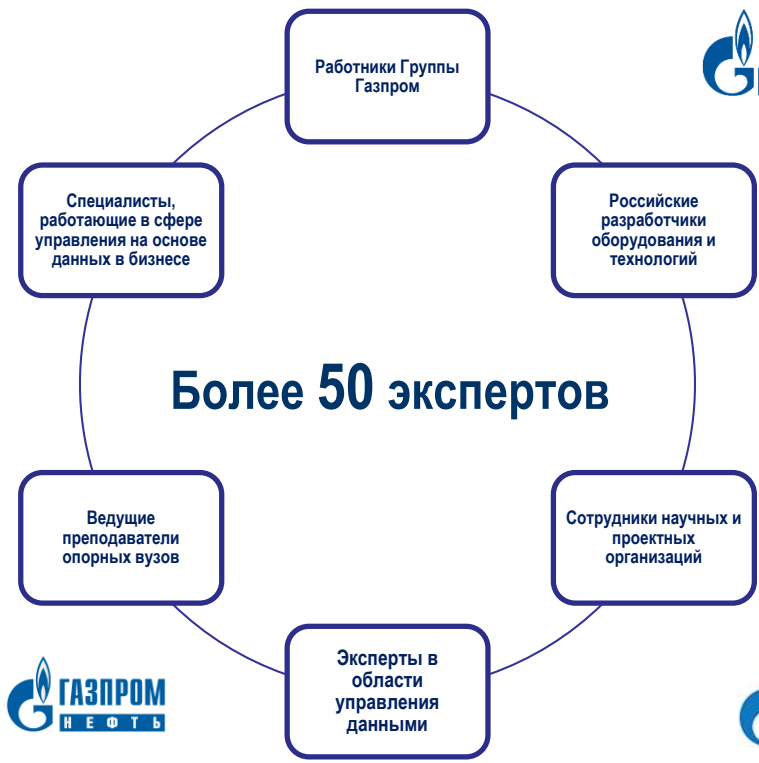 Работники Группы
Газпром
Специалисты,
работающие в сфере
управления на основе
данных в бизнесе
Российские
разработчики
оборудования и
технологий
Более 50 экспертов
Ведущие
преподаватели
опорных вузов
Сотрудники научных и
проектных
организаций
Эксперты в
области
управления
данными
ГАЗПРОМ
НЕФТЬ